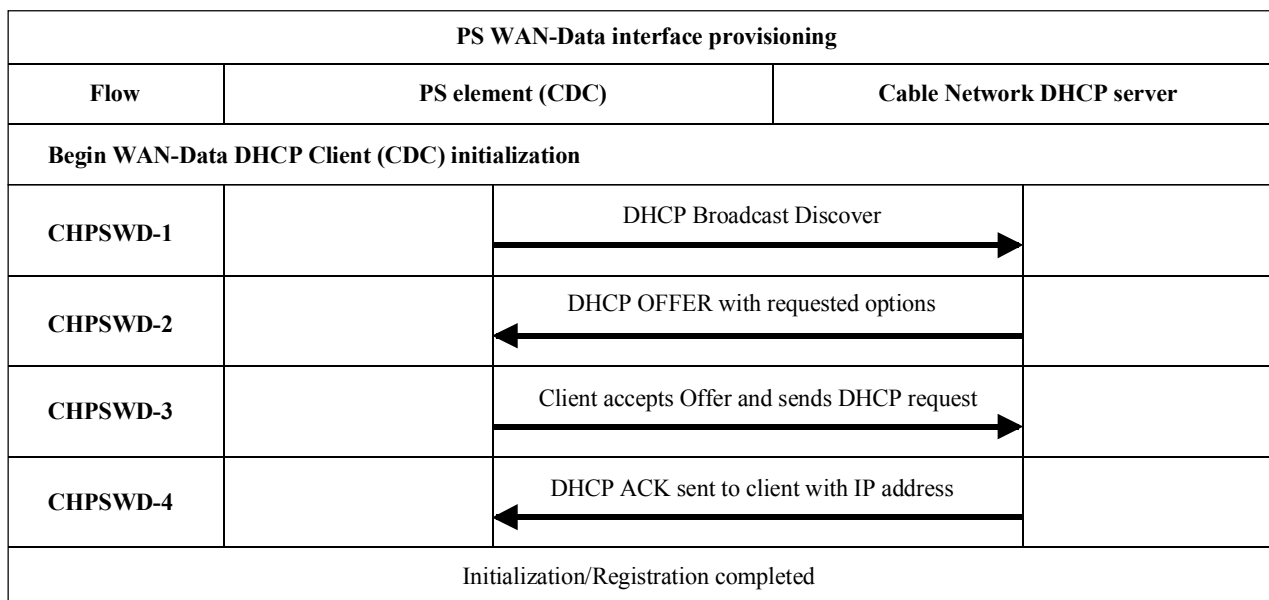 PS WAN-Data interface provisioning
Flow
PS element (CDC)
Cable Network DHCP server
Begin WAN-Data DHCP Client (CDC) initialization
CHPSWD-1
DHCP Broadcast Discover
CHPSWD-2
DHCP OFFER with requested options
CHPSWD-3
Client accepts Offer and sends DHCP request
CHPSWD-4
DHCP ACK sent to client with IP address
Initialization/Registration completed